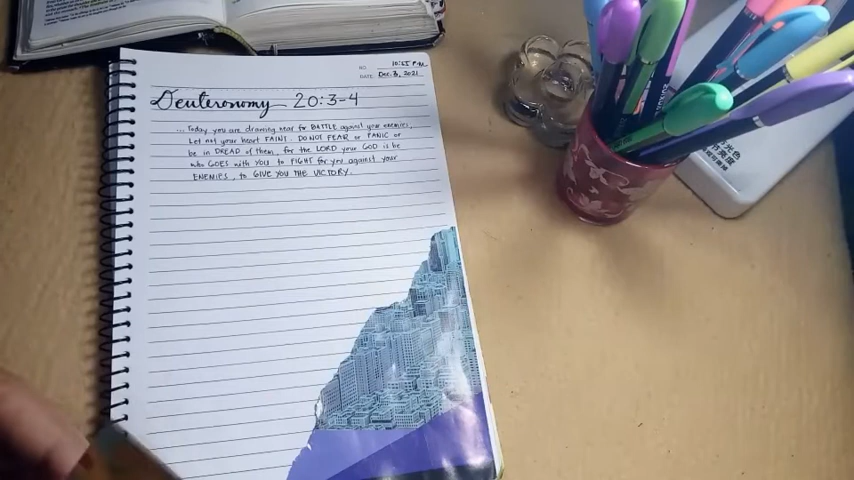 NO. 10:55 P.M.
DATE: Dec. 3, 2021
Deuteronomy 20:3-4
... Today you are drawing near for BATTLE against your enemies,
Let not your heart FAINT. DO NOT FEAR or PANIC or
be in DREAD of them, for the LORD your GOD is he
who GOES with YOU to FIGHT for you against your
ENEMIES, to GIVE YOU THE VICTORY.